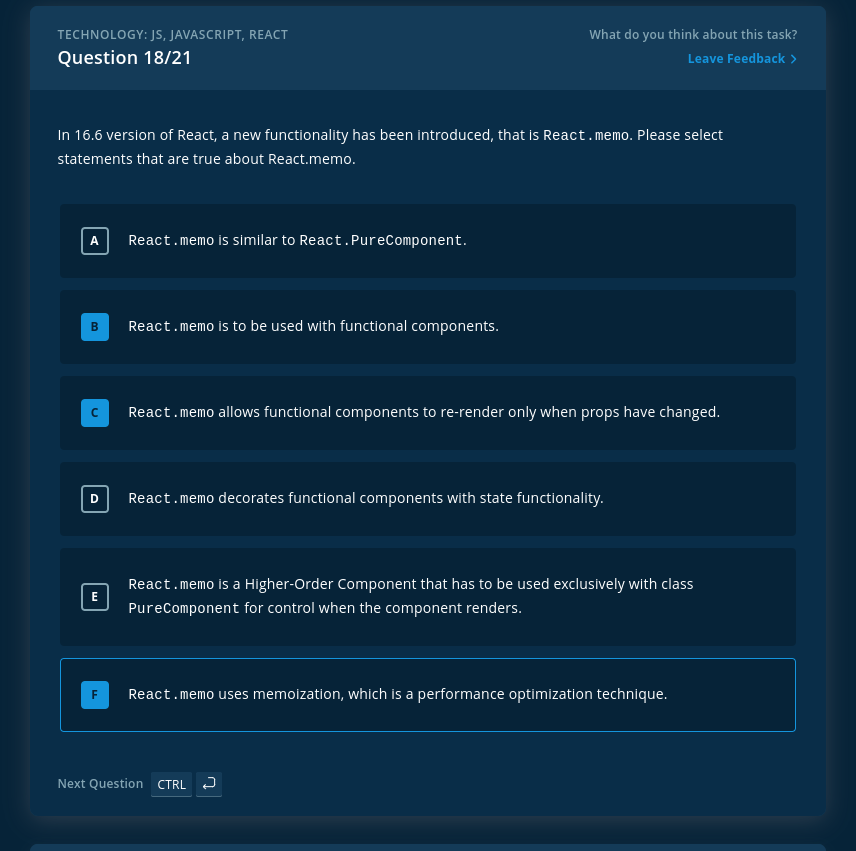 TECHNOLOGY: JS, JAVASCRIPT, REACT
What do you think about this task?
Question 18/21
Leave Feedback
In 16.6 version of React, a new functionality has been introduced, that is React.memo. Please select
statements that are true about React.memo.
A React.memo is similar to React.PureComponent.
B React.memo is to be used with functional components.
C React.memo allows functional components to re-render only when props have changed.
D React.memo decorates functional components with state functionality.
E React.memo is a Higher-Order Component that has to be used exclusively with class
PureComponent for control when the component renders.
F React.memo uses memoization, which is a performance optimization technique.
Next Question CTRL